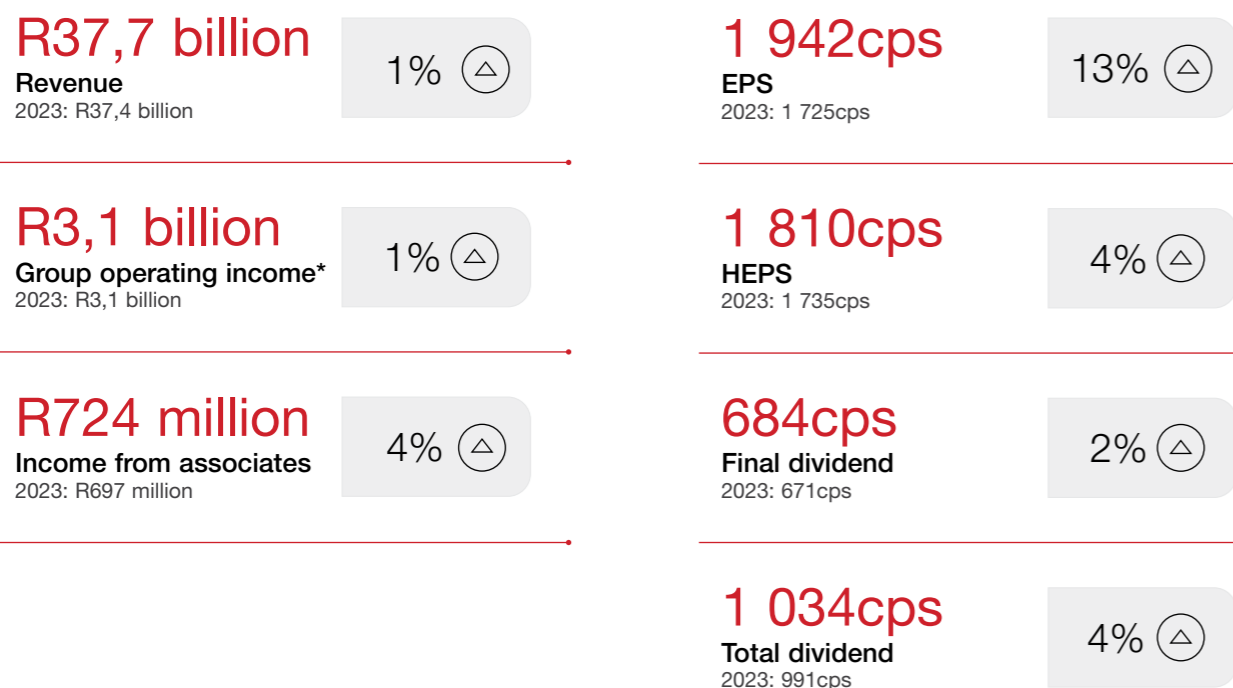 R37,7 billion
Revenue
2023: R37,4 billion
1%
R3,1 billion
Group operating income*
2023: R3,1 billion
1%
R724 million
Income from associates
2023: R697 million
4%
1 942cps
EPS
2023: 1 725cps
13%
1 810cps
HEPS
2023: 1 735cps
4%
684cps
Final dividend
2023: 671cps
2%
1 034cps
Total dividend
2023: 991cps
4%